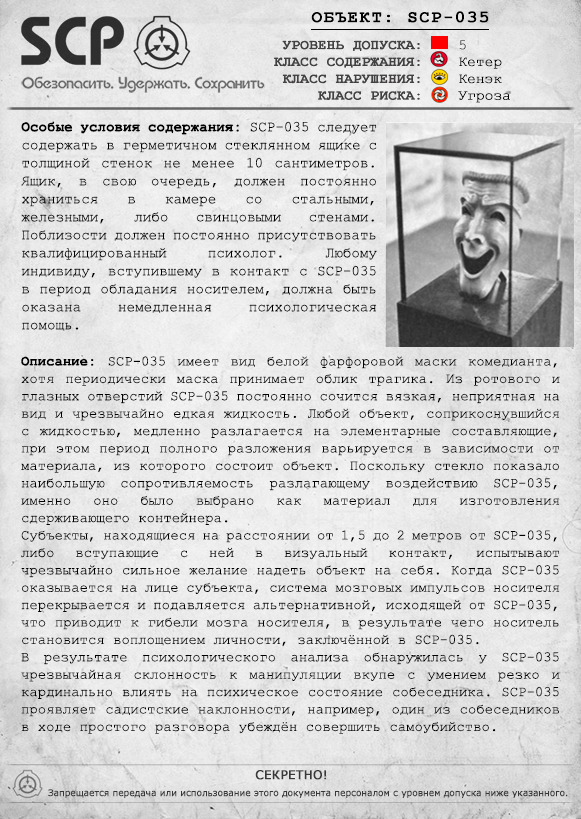 SCP
Обезопасить. Удержать. Сохранить
ОБЪЕКТ: SCP-035
УРОВЕНЬ ДОПУСКА: 5
КЛАСС СОДЕРЖАНИЯ: Кетер
КЛАСС НАРУШЕНИЯ: Кенэк
КЛАСС РИСКА: Угроза
Особые условия содержания: SCP-035 следует
содержать в герметичном стеклянном ящике с
толщиной стенок не менее 10 сантиметров.
Ящик, в свою очередь, должен постоянно
храниться в камере со стальными,
железными, либо свинцовыми стенами.
Поблизости должен постоянно присутствовать
квалифицированный психолог. Любому
индивиду, вступившему в контакт с SCP-035
в период обладания носителем, должна быть
оказана немедленная психологическая
помощь.
Описание: SCP-035 имеет вид белой фарфоровой маски комедианта,
хотя периодически маска принимает облик трагика. Из ротового и
глазных отверстий SCP-035 постоянно сочится вязкая, неприятная на
вид и чрезвычайно едкая жидкость. Любой объект, соприкоснувшийся
с жидкостью, медленно разлагается на элементарные составляющие,
при этом период полного разложения варьируется в зависимости от
материала, из которого состоит объект. Поскольку стекло показало
наибольшую сопротивляемость разлагающему воздействию SCP-035,
именно оно было выбрано как материал для изготовления
сдерживающего контейнера.
Субъекты, находящиеся на расстоянии от 1,5 до 2 метров от SCP-035,
либо вступающие с ней в визуальный контакт, испытывают
чрезвычайно сильное желание надеть объект на себя. Когда SCP-035
оказывается на лице субъекта, система мозговых импульсов носителя
перекрывается и подавляется альтернативной, исходящей от SCP-035,
что приводит к гибели мозга носителя, в результате чего носитель
становится воплощением личности, заключённой в SCP-035.
В результате психологического анализа обнаружилась у SCP-035
чрезвычайная склонность к манипуляции вкупе с умением резко и
кардинально влиять на психическое состояние собеседника. SCP-035
проявляет садистские наклонности, например, один из собеседников
в ходе простого разговора убеждён совершить самоубийство.
СЕКРЕТНО!
Запрещается передача или использование этого документа персоналом с уровнем допуска ниже указанного.